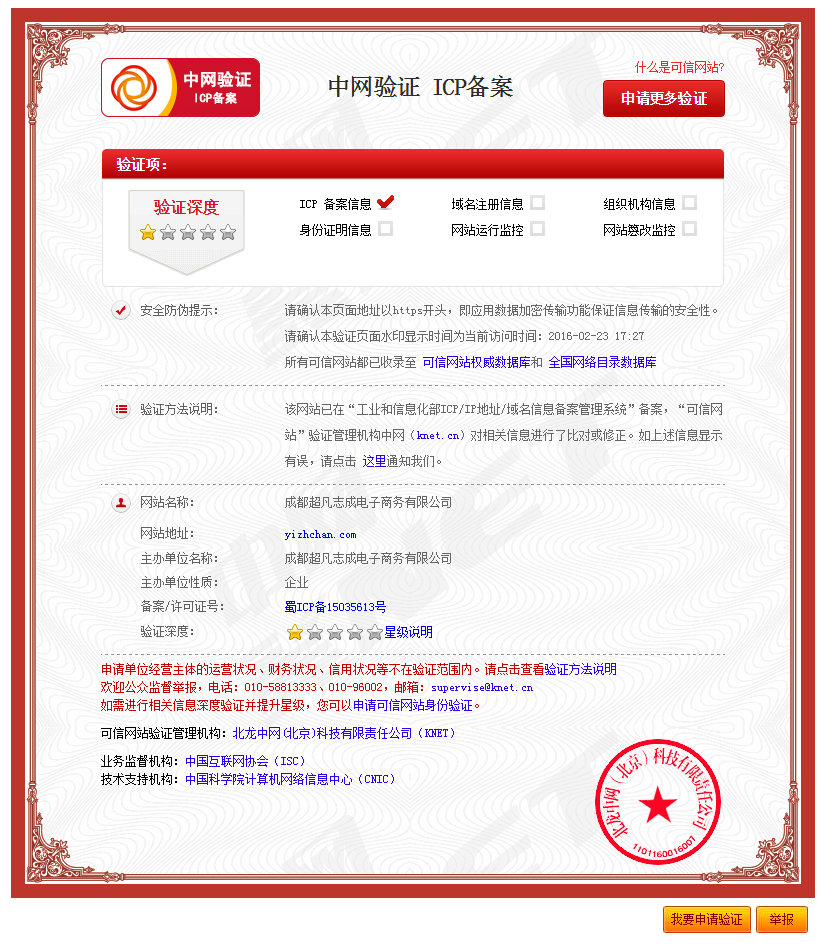 什么是可信网站?
中网验证
ICP备案
中网验证 ICP备案
申请更多验证
验证项:
验证深度
ICP 备案信息
域名注册信息
组织机构信息
身份证明信息
网站运行监控
网站篡改监控
安全防伪提示:
请确认本页面地址以https开头，即应用数据加密传输功能保证信息传输的安全性。
请确认本验证页面水印显示时间为当前访问时间：2016-02-23 17:27
所有可信网站都已收录至 可信网站权威数据库和 全国网络目录数据库
验证方法说明:
该网站已在“工业和信息化部ICP/IP地址/域名信息备案管理系统”备案，“可信网
站”验证管理机构中网（knet.cn）对相关信息进行了比对或修正。如上述信息显示
有误，请点击 这里通知我们。
网站名称:
成都超凡志成电子商务有限公司
网站地址:
yizhchan.com
主办单位名称:
成都超凡志成电子商务有限公司
主办单位性质:
企业
备案/许可证号:
蜀ICP备15035613号
验证深度:
星级说明
申请单位经营主体的运营状况、财务状况、信用状况等不在验证范围内。请点击查看验证方法说明
欢迎公众监督举报，电话：010-58813333、010-96002，邮箱：supervise@knet.cn
如需进行相关信息深度验证并提升星级，您可以申请可信网站身份验证。
可信网站验证管理机构：北龙中网(北京)科技有限责任公司（KNET）
业务监督机构：中国互联网协会（ISC）
技术支持机构：中国科学院计算机网络信息中心（CNIC）
北龙中网（北京）科技有限责任公司
1101160016007
我要申请验证
举报